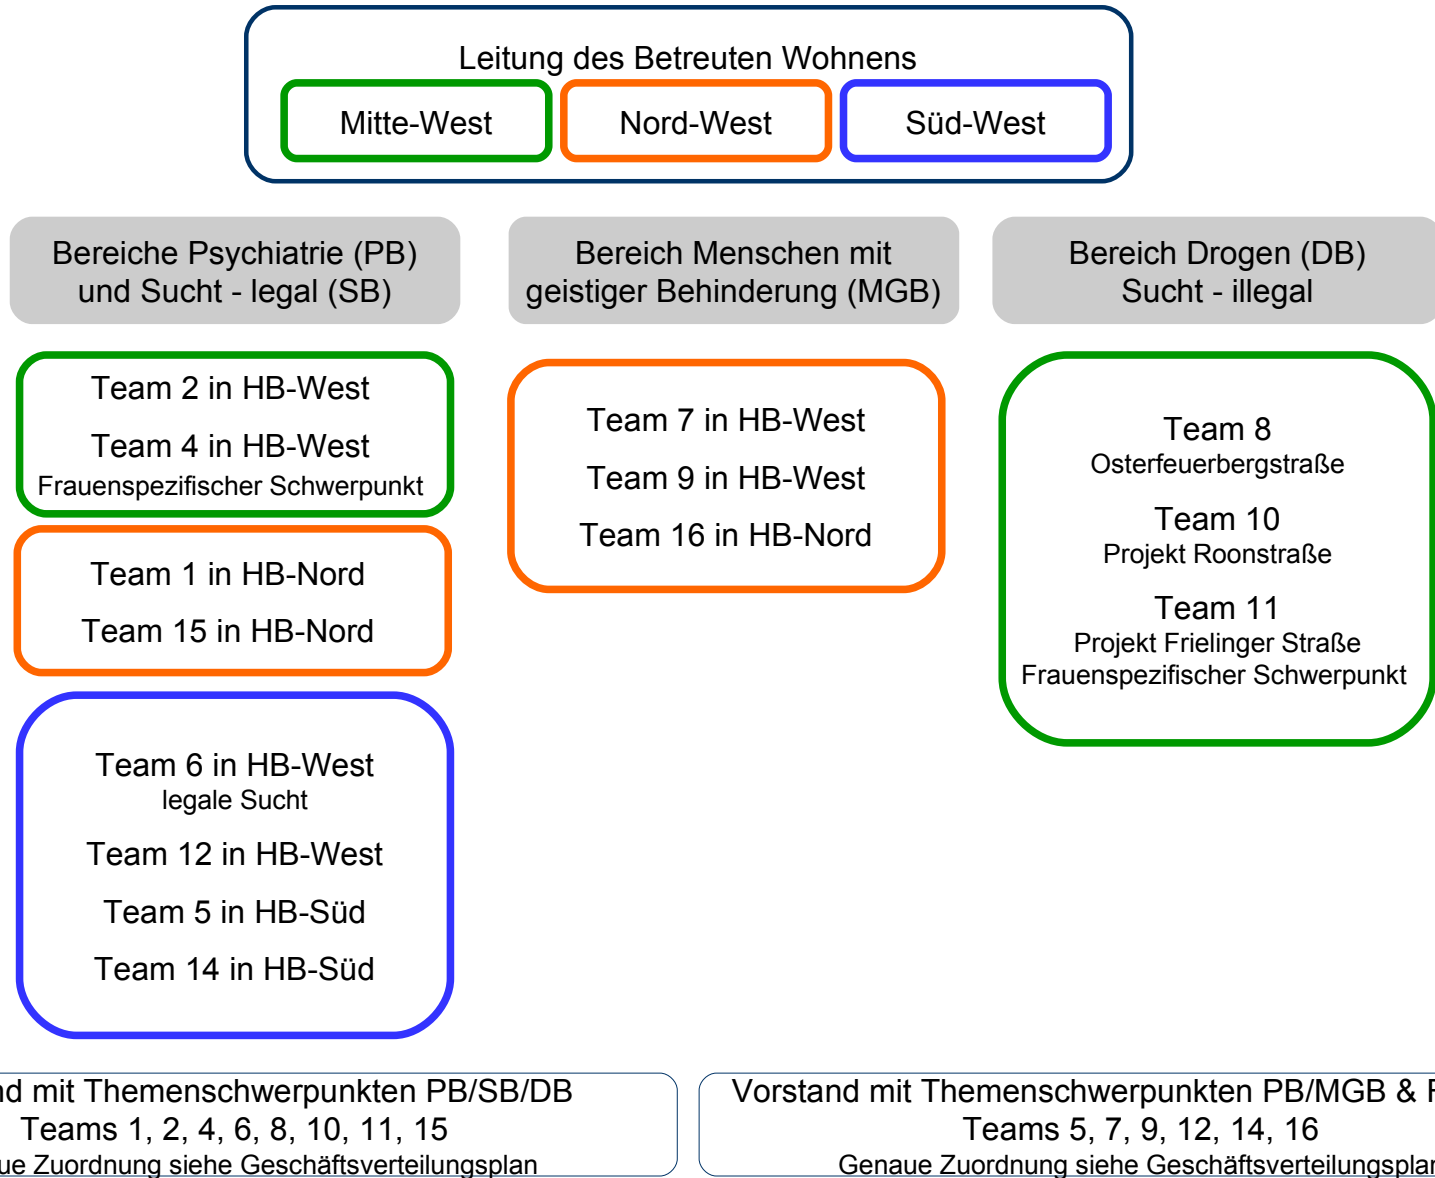 Leitung des Betreuten Wohnens
Mitte-West
Nord-West
Süd-West
Bereiche Psychiatrie (PB)
und Sucht - legal (SB)
Bereich Menschen mit
geistiger Behinderung (MGB)
Bereich Drogen (DB)
Sucht - illegal
Team 2 in HB-West
Team 4 in HB-West
Frauenspezifischer Schwerpunkt
Team 1 in HB-Nord
Team 15 in HB-Nord
Team 6 in HB-West
legale Sucht
Team 12 in HB-West
Team 5 in HB-Süd
Team 14 in HB-Süd
Team 7 in HB-West
Team 9 in HB-West
Team 16 in HB-Nord
Team 8
Osterfeuerbergstraße
Team 10
Projekt Roonstraße
Team 11
Projekt Frielinger Straße
Frauenspezifischer Schwerpunkt
mit Themenschwerpunkten PB/SB/DB
Teams 1, 2, 4, 6, 8, 10, 11, 15
Zuordnung siehe Geschäftsverteilungsplan
Vorstand mit Themenschwerpunkten PB/MGB &
Teams 5, 7, 9, 12, 14, 16
Genaue Zuordnung siehe Geschäftsverteilungsplan